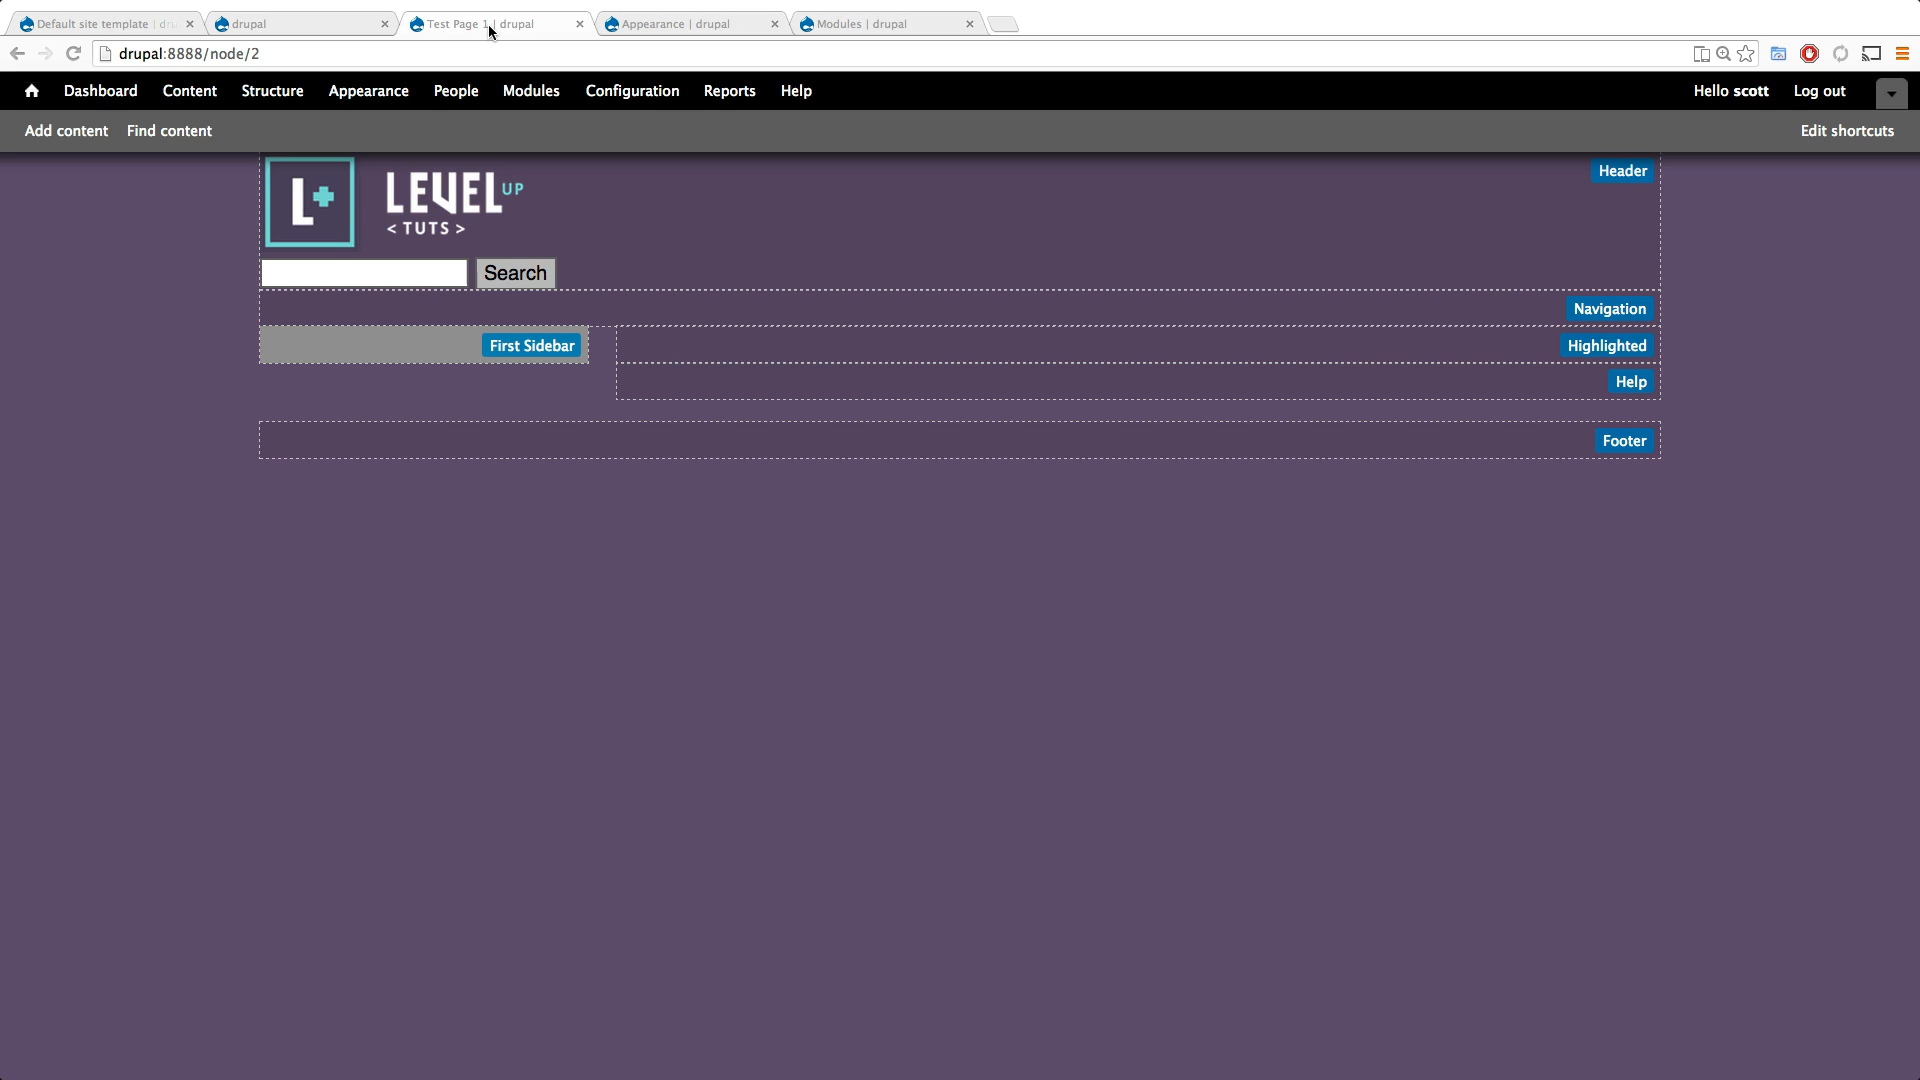 Default site template | dr
drupal
Test Page 1 | drupal
Appearance | drupal
Modules | drupal
drupal:8888/node/2
Dashboard Content Structure Appearance People Modules Configuration Reports Help Hello scott Log out
Add content Find content Edit shortcuts
L+ LEVEL UP
< TUTS >
Header
Search
Navigation
First Sidebar Highlighted
Help
Footer